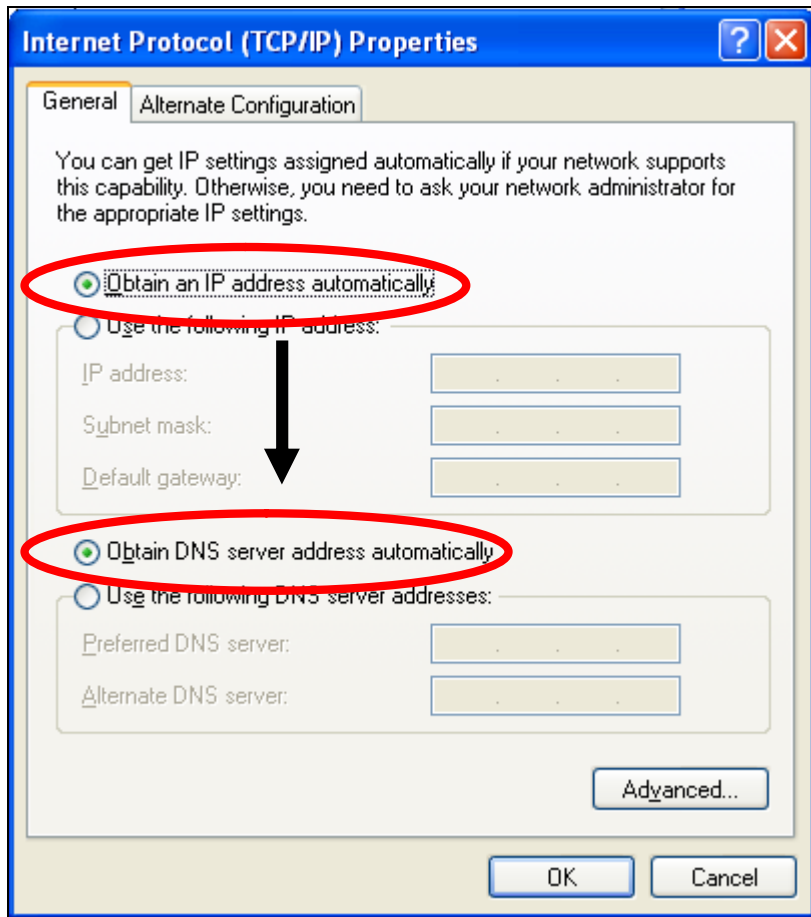 Internet Protocol (TCP/IP) Properties
General
Alternate Configuration
You can get IP settings assigned automatically if your network supports
this capability. Otherwise, you need to ask your network administrator for
the appropriate IP settings.
Obtain an IP address automatically
Use the following IP address:
IP address:
Subnet mask:
Default gateway:
Obtain DNS server address automatically
Use the following DNS server addresses:
Preferred DNS server:
Alternate DNS server:
Advanced...
OK
Cancel